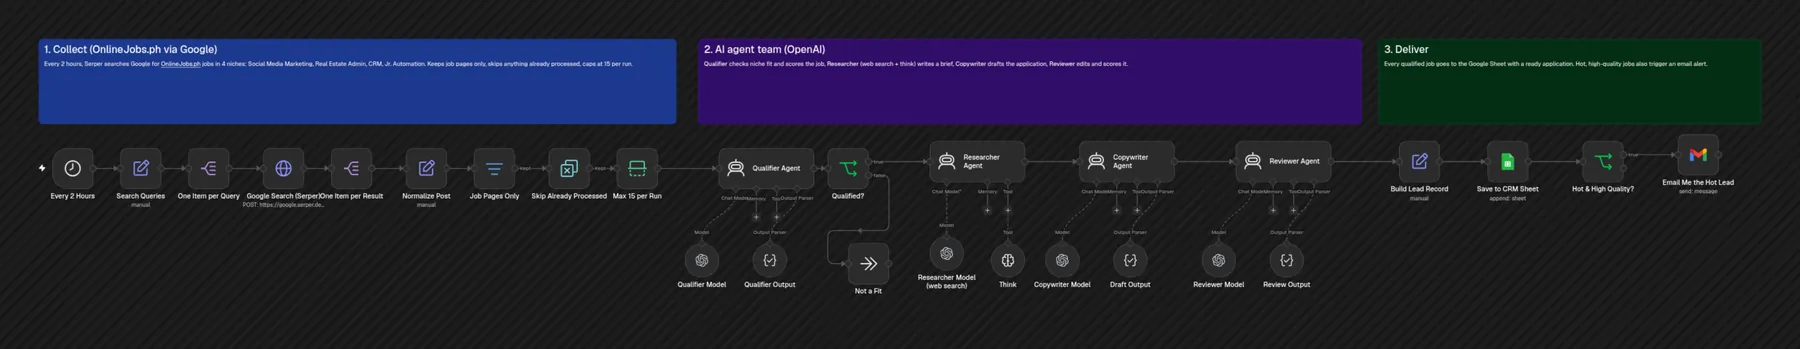 1. Collect (OnlineJobs.ph via Google)
Every 2 hours, Serper searches Google for OnlineJobs.ph jobs in 4 niches: Social Media Marketing, Real Estate Admin, CRM, Jr. Automation. Keeps job pages only, skips anything already processed, caps at 15 per run.
2. AI agent team (OpenAI)
Qualifier checks niche fit and scores the job, Researcher (web search + think) writes a brief, Copywriter drafts the application, Reviewer edits and scores it.
3. Deliver
Every qualified job goes to the Google Sheet with a ready application. Hot, high-quality jobs also trigger an email alert.
Every 2 Hours
Search Queries
manual
One Item per Query
Google Search (Serper)
POST: https://google.serper.de...
One Item per Result
Normalize Post
manual
Job Pages Only
Kept
Skip Already Processed
Kept
Max 15 per Run
Qualifier Agent
Chat Model
Memory
Tool
Output Parser
Model
Qualifier Model
Output Parser
Qualifier Output
Qualified?
true
false
Not a Fit
Researcher
Agent
Chat Model*
Memory
Tool
Model
Researcher Model
(web search)
Tool
Think
Copywriter
Agent
Chat Model
Memory
Tool
Output Parser
Model
Copywriter Model
Output Parser
Draft Output
Reviewer Agent
Chat Model
Memory
Tool
Output Parser
Model
Reviewer Model
Output Parser
Review Output
Build Lead Record
manual
Save to CRM Sheet
append: sheet
Hot & High Quality?
true
Email Me the Hot Lead
send: message